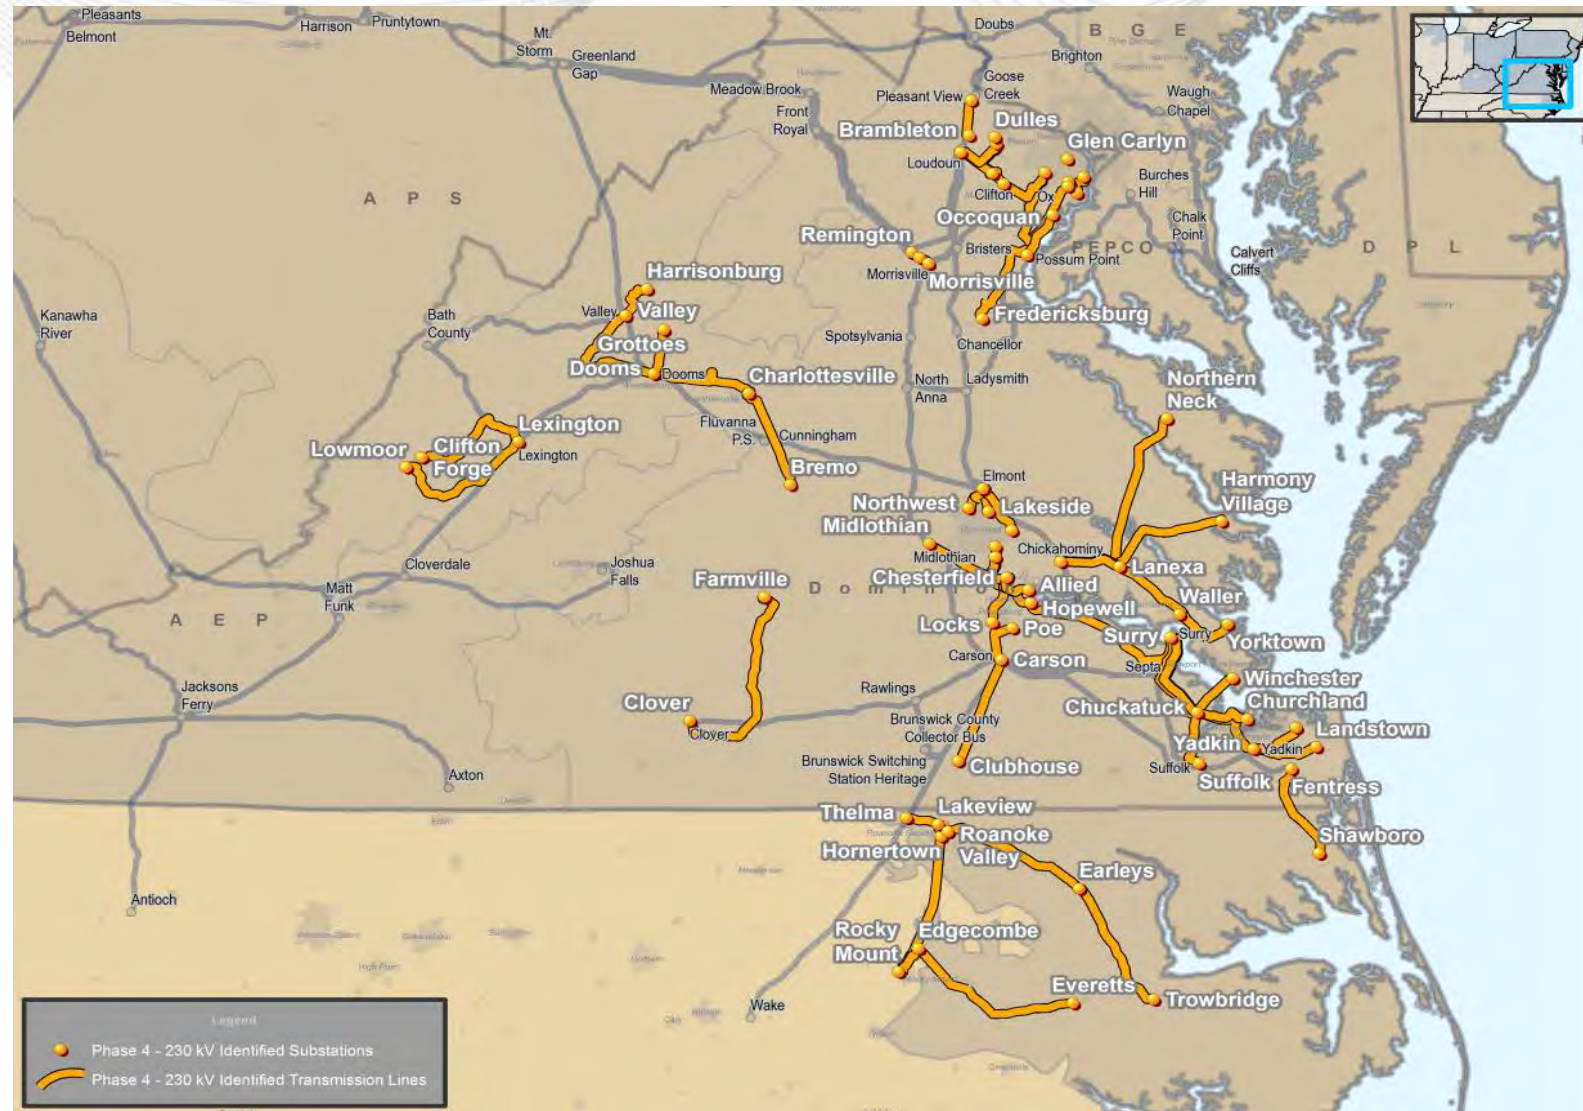 Pleasants
Belmont
Harrison
Pruntytown
Mt.
Storm
Greenland
Gap
Doubs
B G E
Brighton
Meadow Brook
Front
Royal
Goose
Creek
Pleasant View
Waugh
Chapel
Brambleton
Dulles
Loudoun
Glen Carlyn
Burches
Hill
Clifton
Ox
A P S
Occoquan
Chalk
Point
Remington
Bristers
PEPCO
Possum Point
Calvert
Cliffs
D P L
Morrisville
Morrisville
Harrisonburg
Valley
Valley
Fredericksburg
Kanawha
River
Bath
County
Grottoes
Spotsylvania
Chancellor
Dooms
Dooms
Charlottesville
North
Anna
Ladysmith
Northern
Neck
Lexington
Lexington
Lowmoor
Clifton
Forge
Fluvanna
P.S.
Cunningham
Bremo
Elmont
Harmony
Village
Northwest
Lakeside
Midlothian
Midlothian
Chickahominy
Lanexa
Cloverdale
Joshua
Falls
Matt
Funk
Farmville
Dominion
Chesterfield
Allied
Hopewell
Waller
A E P
Locks
Poe
Surry
Surry
Yorktown
Carson
Carson
Septa
Winchester
Jacksons
Ferry
Rawlings
Churchland
Clover
Clover
Brunswick County
Collector Bus
Chuckatuck
Landstown
Yadkin
Yadkin
Brunswick Switching
Station Heritage
Clubhouse
Suffolk
Suffolk
Fentress
Axton
Thelma
Lakeview
Roanoke
Valley
Hornertown
Shawboro
Earleys
Antioch
Rocky
Mount
Edgecombe
Everetts
Trowbridge
Wake
Legend
Phase 4 - 230 kV Identified Substations
Phase 4 - 230 kV Identified Transmission Lines